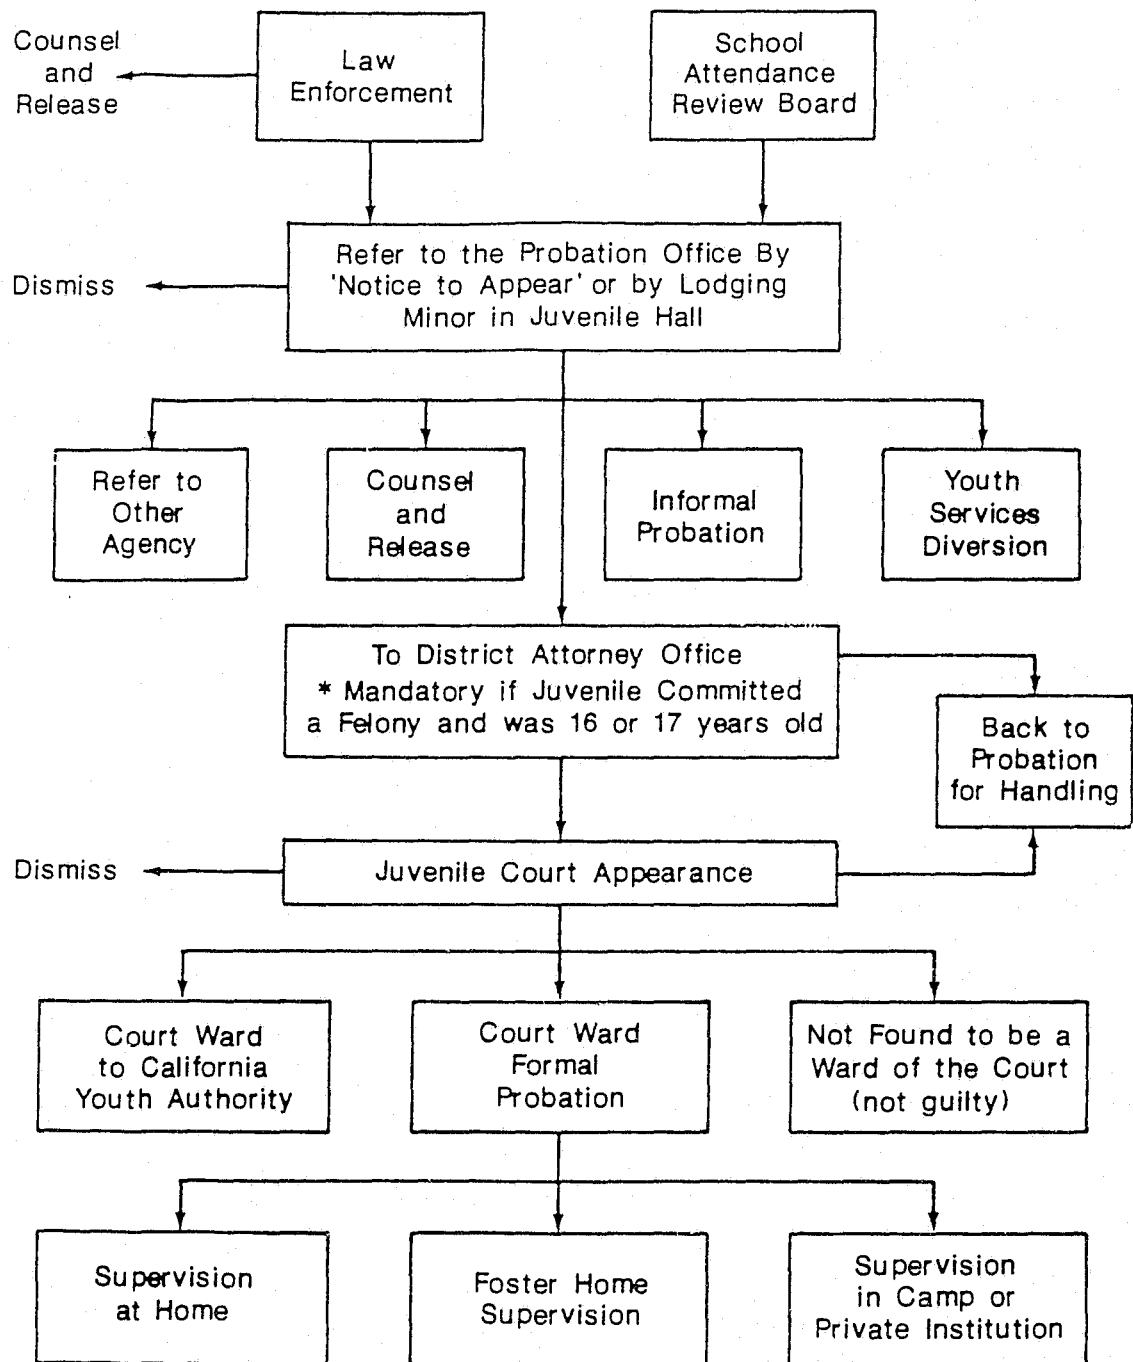 Counsel
and
Release
Law
Enforcement
School
Attendance
Review Board
Dismiss
Refer to the Probation Office By
'Notice to Appear' or by Lodging
Minor in Juvenile Hall
Refer to
Other
Agency
Counsel
and
Release
Informal
Probation
Youth
Services
Diversion
To District Attorney Office
* Mandatory if Juvenile Committed
a Felony and was 16 or 17 years old
Back to
Probation
for Handling
Dismiss
Juvenile Court Appearance
Court Ward
to California
Youth Authority
Court Ward
Formal
Probation
Not Found to be a
Ward of the Court
(not guilty)
Supervision
at Home
Foster Home
Supervision
Supervision
in Camp or
Private Institution